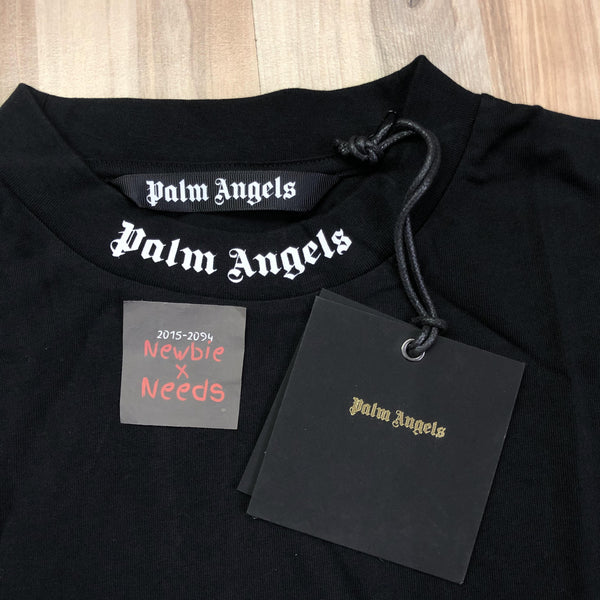 Palm Angels
Palm Angels
2015-2094
Newbie
x
Needs
Palm Angels